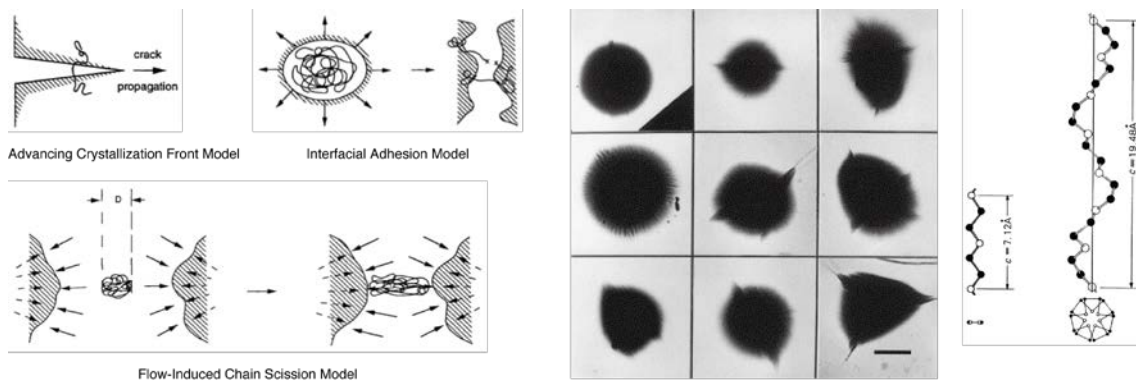 crack
propagation
Advancing Crystallization Front Model
Interfacial Adhesion Model
D
Flow-Induced Chain Scission Model
c=7.12Å
c=19.48Å